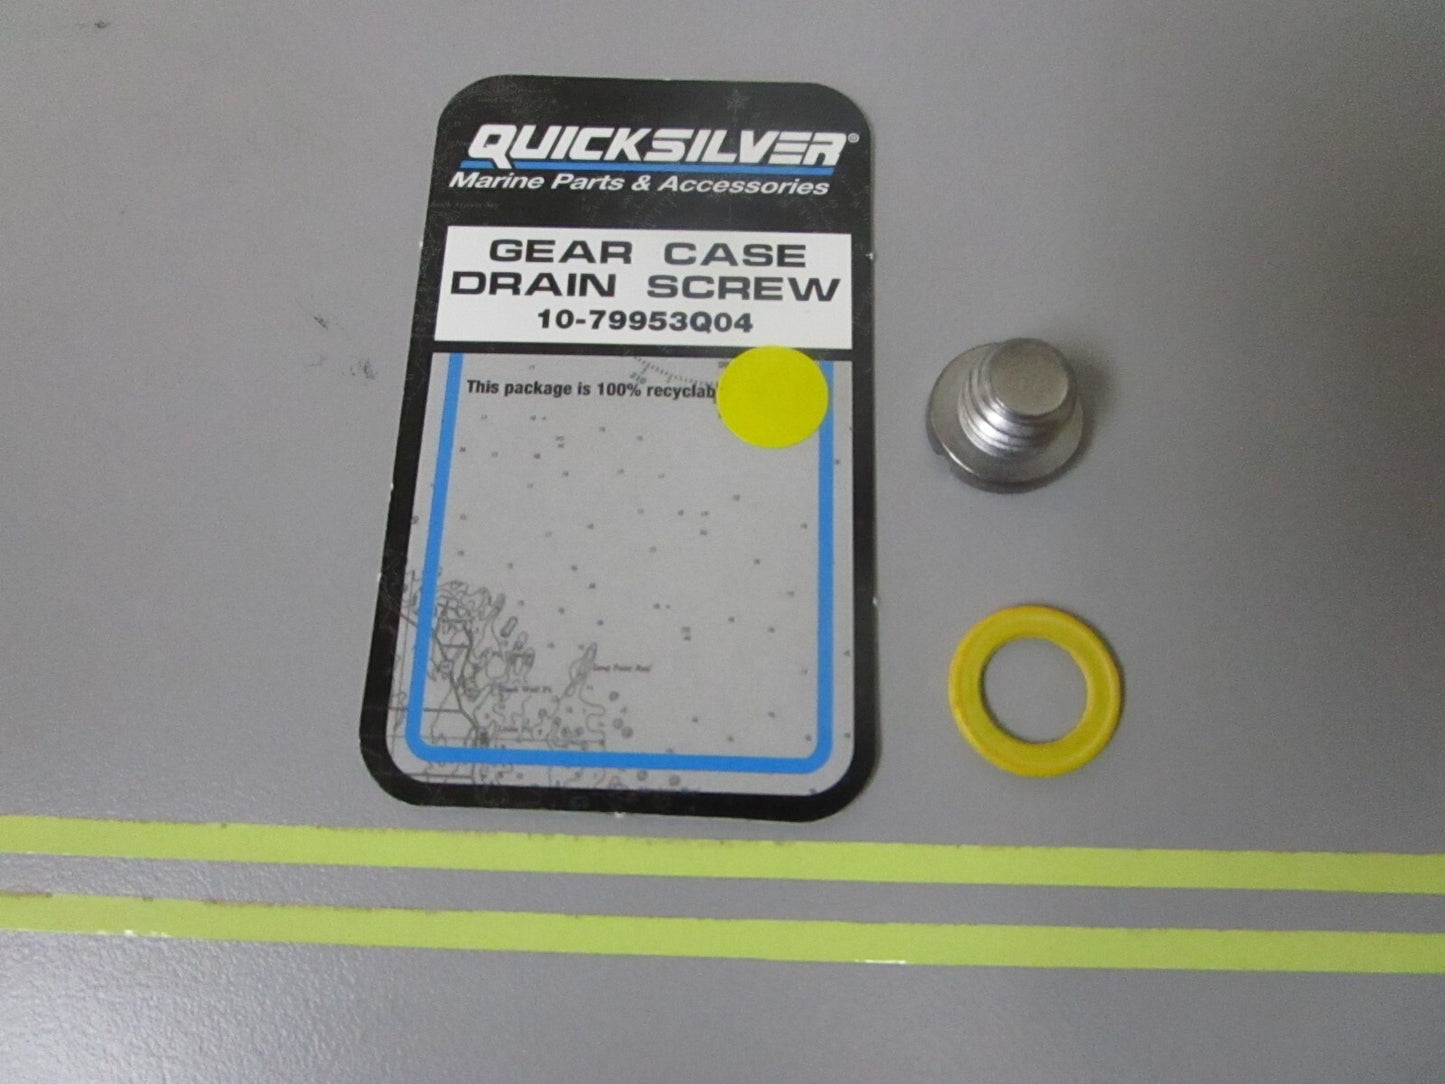 QUICKSILVER®
Marine Parts & Accessories
GEAR CASE
DRAIN SCREW
10-79953Q04
This package is 100% recyclab